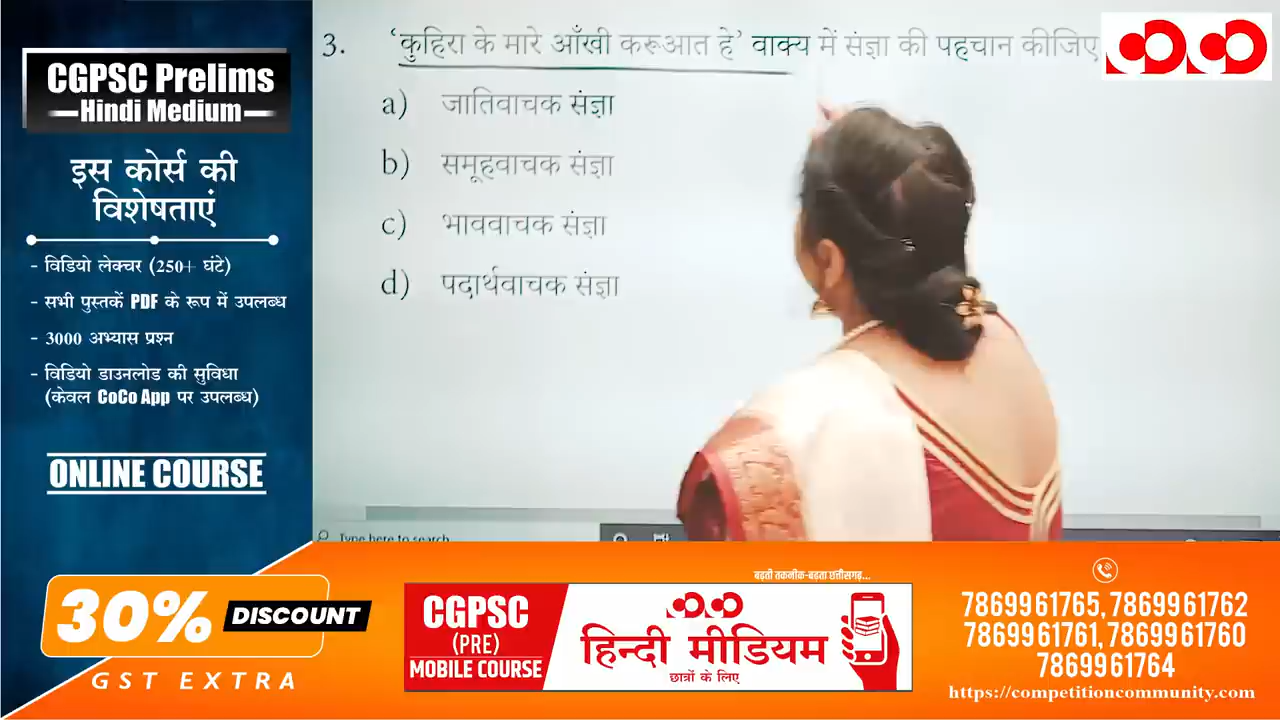 CGPSC Prelims
Hindi Medium
इस कोर्स की
विशेषताएं
- विडियो लेक्चर (250+ घंटे)
- सभी पुस्तकें PDF के रूप में उपलब्ध
- 3000 अभ्यास प्रश्न
- विडियो डाउनलोड की सुविधा
(केवल CoCo App पर उपलब्ध)
ONLINE COURSE
3. ‘कुहिरा के मारे आँखी करूआत हे’ वाक्य में संज्ञा की पहचान कीजिए
a) जातिवाचक संज्ञा
b) समूहवाचक संज्ञा
c) भाववाचक संज्ञा
d) पदार्थवाचक संज्ञा
Type here to search
30% DISCOUNT
GST EXTRA
CGPSC
(PRE)
MOBILE COURSE
बढ़ती तकनीक-बढ़ता छत्तीसगढ़...
हिन्दी मीडियम
छात्रों के लिए
7869961765, 7869961762
7869961761, 7869961760
7869961764
https://competitioncommunity.com